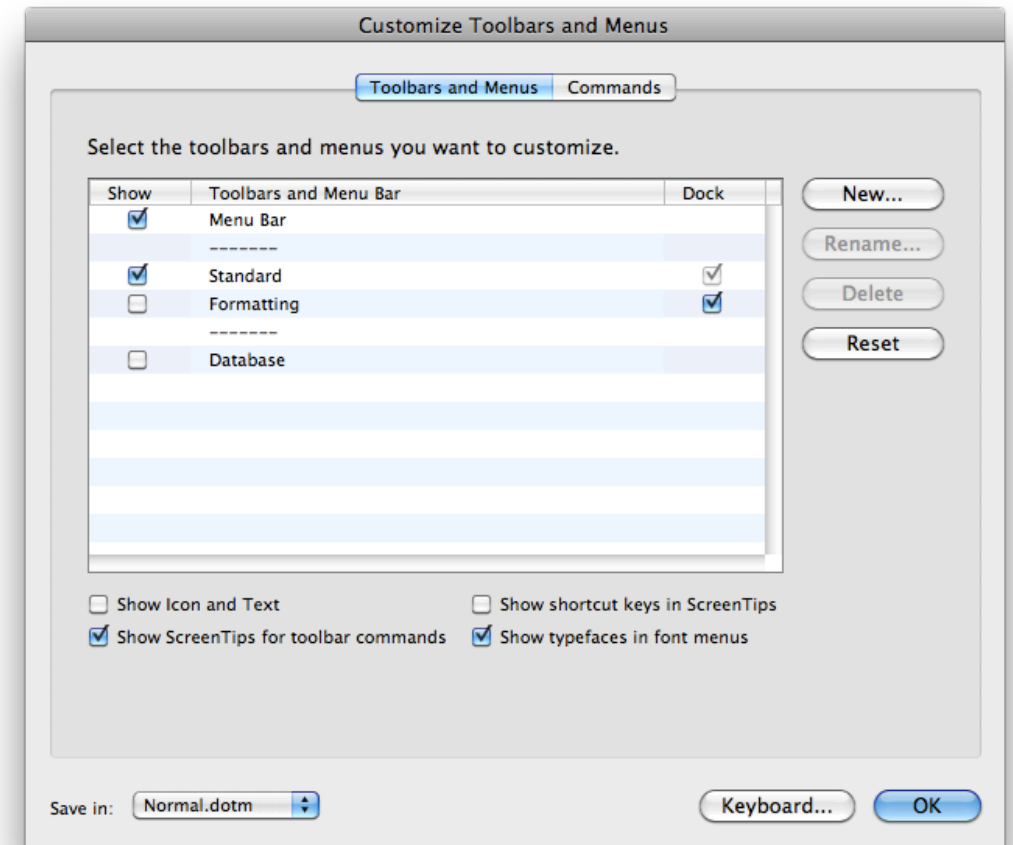 Customize Toolbars and Menus
Toolbars and Menus Commands
Select the toolbars and menus you want to customize.
Show Toolbars and Menu Bar Dock
New...
Menu Bar
-------
Rename...
Standard
Delete
Formatting
-------
Reset
Database
Show Icon and Text Show shortcut keys in ScreenTips
Show ScreenTips for toolbar commands Show typefaces in font menus
Save in: Normal.dotm Keyboard... OK